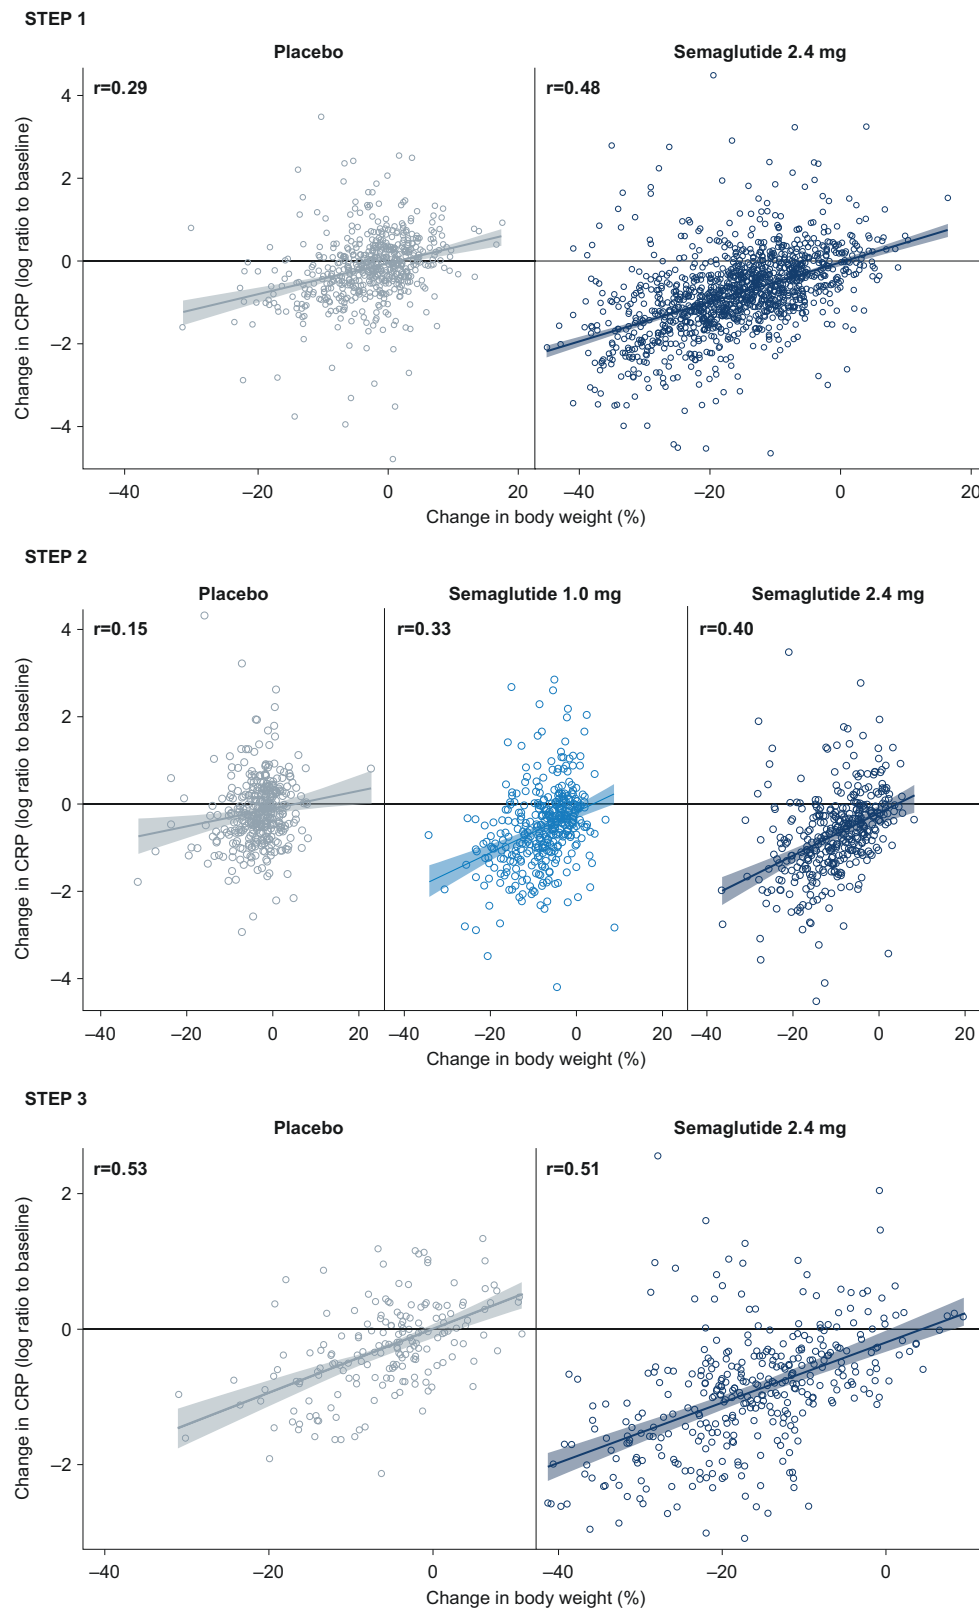 STEP 1
Placebo
Semaglutide 2.4 mg
r=0.29
r=0.48
Change in CRP (log ratio to baseline)
4
2
0
–2
–4
–40
–20
0
20
–40
–20
0
20
Change in body weight (%)
STEP 2
Placebo
Semaglutide 1.0 mg
Semaglutide 2.4 mg
r=0.15
r=0.33
r=0.40
Change in CRP (log ratio to baseline)
4
2
0
–2
–4
–40
–20
0
20
–40
–20
0
20
–40
–20
0
20
Change in body weight (%)
STEP 3
Placebo
Semaglutide 2.4 mg
r=0.53
r=0.51
Change in CRP (log ratio to baseline)
2
0
–2
–40
–20
0
–40
–20
0
Change in body weight (%)